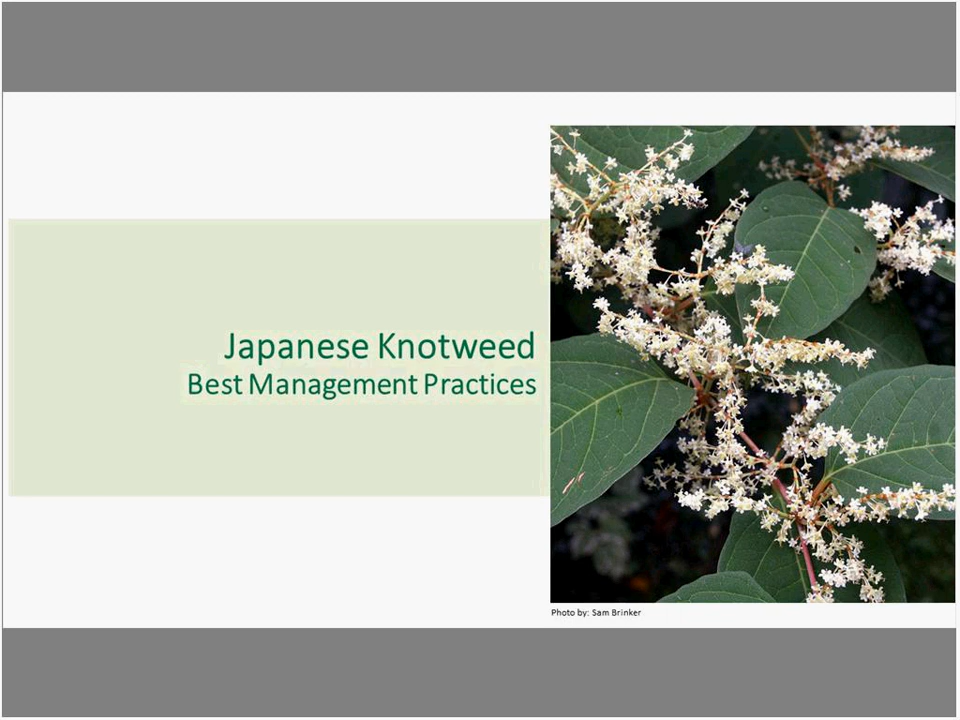 Japanese Knotweed
Best Management Practices
Photo by: Sam Brinker